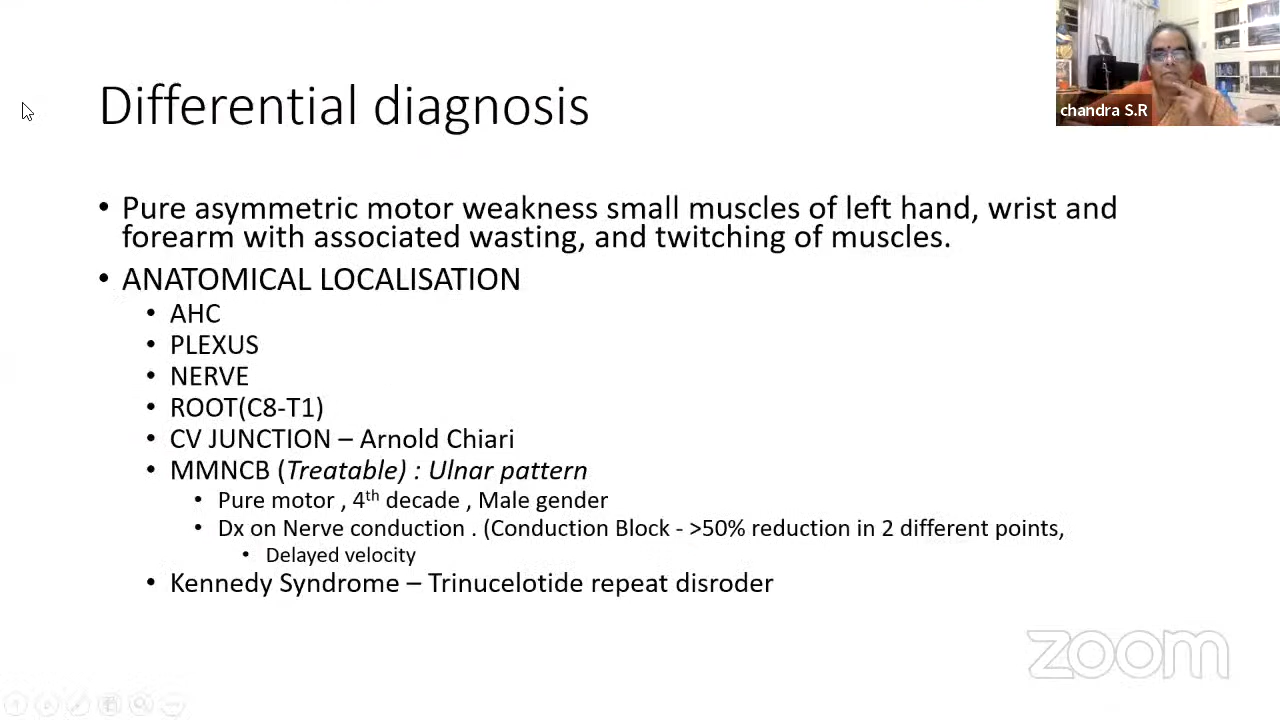 chandra S.R
Differential diagnosis
• Pure asymmetric motor weakness small muscles of left hand, wrist and
forearm with associated wasting, and twitching of muscles.
• ANATOMICAL LOCALISATION
• AHC
• PLEXUS
• NERVE
• ROOT(C8-T1)
• CV JUNCTION – Arnold Chiari
• MMNCB (Treatable) : Ulnar pattern
• Pure motor , 4th decade , Male gender
• Dx on Nerve conduction . (Conduction Block - >50% reduction in 2 different points,
• Delayed velocity
• Kennedy Syndrome – Trinucelotide repeat disroder
zoom